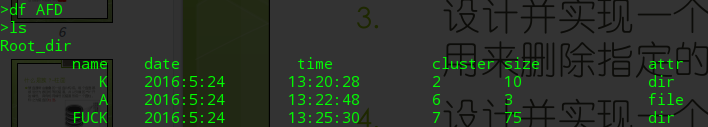 >df AFD
>ls
Root_dir
name date time cluster size attr
K 2016:5:24 13:20:28 2 10 dir
A 2016:5:24 13:22:48 6 3 file
FUCK 2016:5:24 13:25:30 7 75 dir
3. 设计并实现一个
用来删除指定的
4 设计并实现一个
6